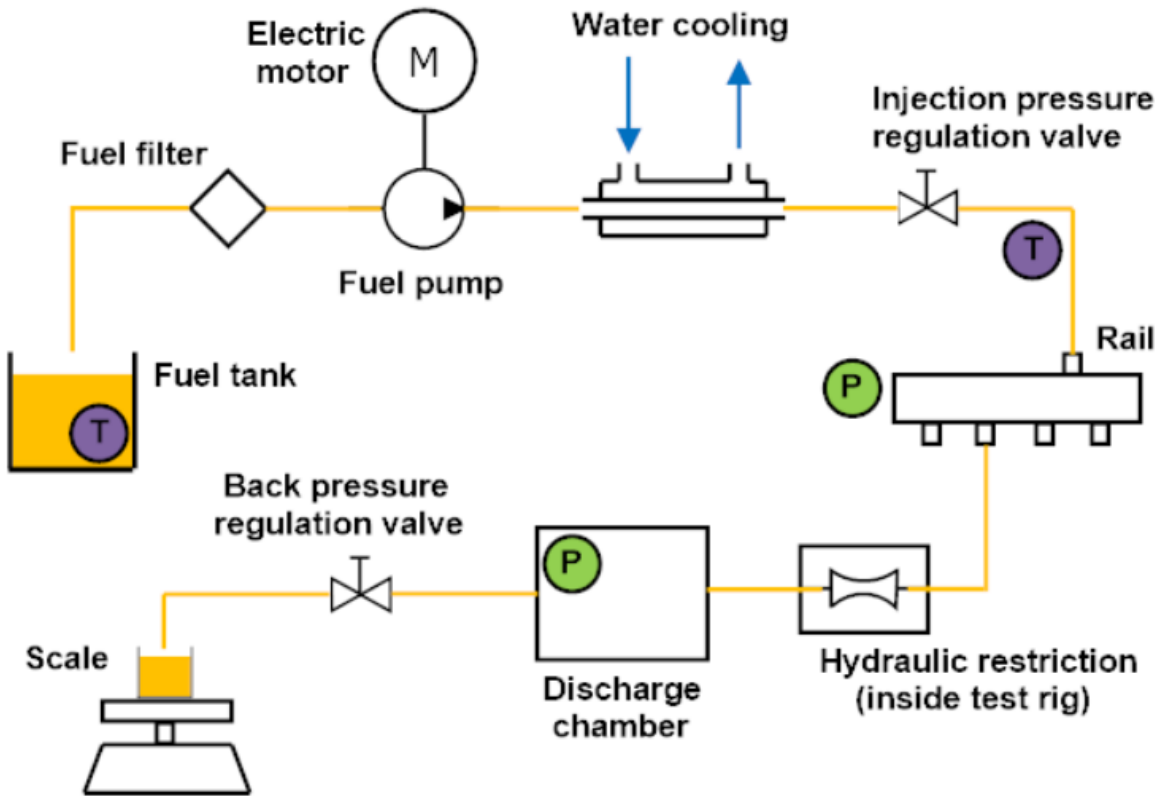 Electric
motor
M
Water cooling
Injection pressure
regulation valve
Fuel filter
Fuel pump
T
Rail
P
Fuel tank
T
Back pressure
regulation valve
P
Scale
Discharge
chamber
Hydraulic restriction
(inside test rig)